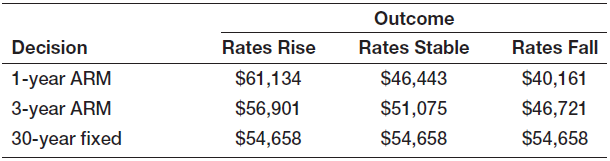 Outcome
Decision Rates Rise Rates Stable Rates Fall
1-year ARM $61,134 $46,443 $40,161
3-year ARM $56,901 $51,075 $46,721
30-year fixed $54,658 $54,658 $54,658